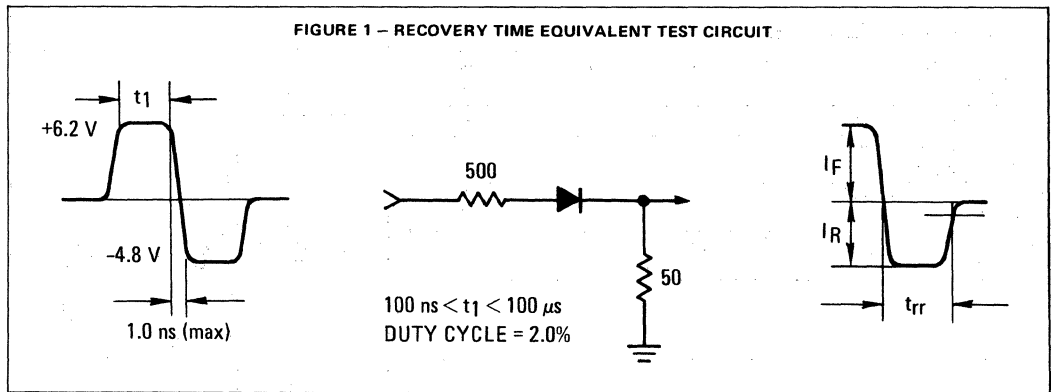 FIGURE 1 – RECOVERY TIME EQUIVALENT TEST CIRCUIT
t1
+6.2 V
-4.8 V
1.0 ns (max)
500
50
100 ns < t1 < 100 μs
DUTY CYCLE = 2.0%
IF
IR
trr